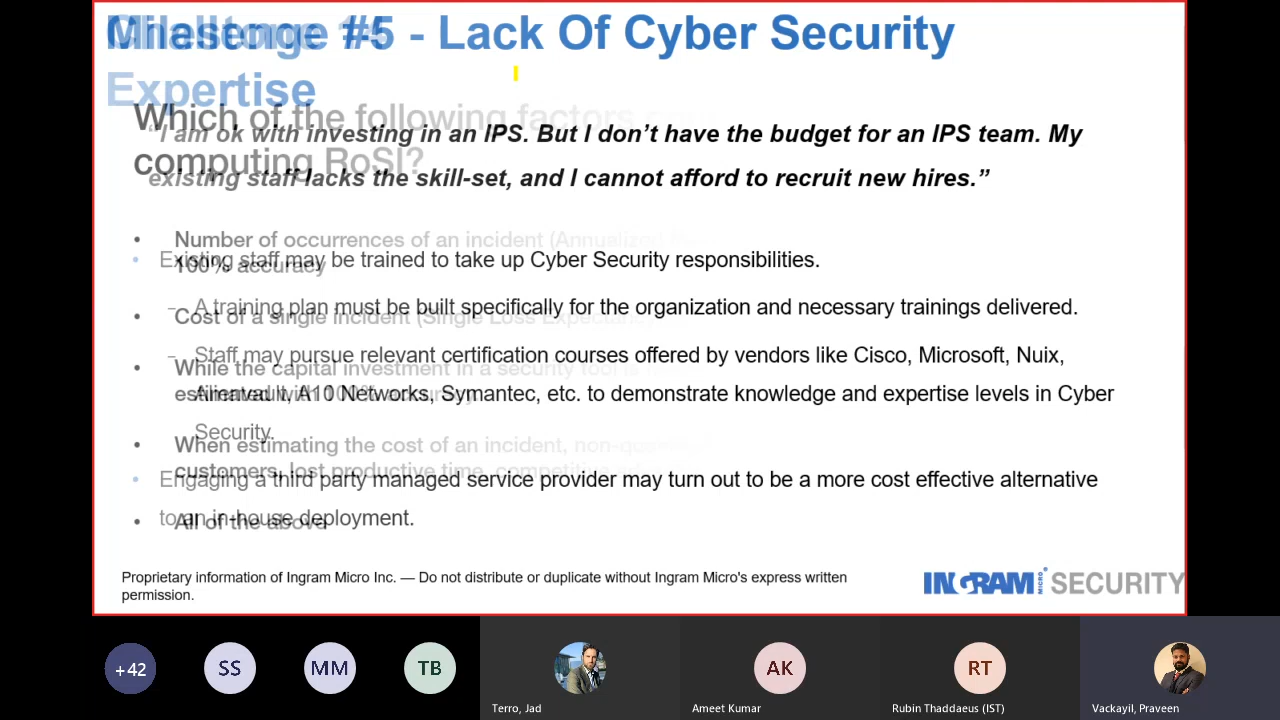 Challenge #5 - Lack Of Cyber Security
Expertise
Which of the following factors
computing RoSI?
“I am ok with investing in an IPS. But I don’t have the budget for an IPS team. My
existing staff lacks the skill-set, and I cannot afford to recruit new hires.”
• Number of occurrences of an incident (Annualized
100% accuracy
• Existing staff may be trained to take up Cyber Security responsibilities.
– A training plan must be built specifically for the organization and necessary trainings delivered.
• Cost of a single incident (Single Loss Expectancy
– Staff may pursue relevant certification courses offered by vendors like Cisco, Microsoft, Nuix,
• While the capital investment in a security tool is
Alienvault, A10 Networks, Symantec, etc. to demonstrate knowledge and expertise levels in Cyber
estimated with 100% accuracy
Security.
• When estimating the cost of an incident,
customers, lost productive time,
• Engaging a third party managed service provider may turn out to be a more cost effective alternative
to an in-house deployment.
• All of the above
Proprietary information of Ingram Micro Inc. — Do not distribute or duplicate without Ingram Micro's express written
permission.
INGRAM MICRO SECURITY
+42
SS
MM
TB
AK
RT
Terro, Jad
Ameet Kumar
Rubin Thaddaeus (IST)
Vackayil, Praveen